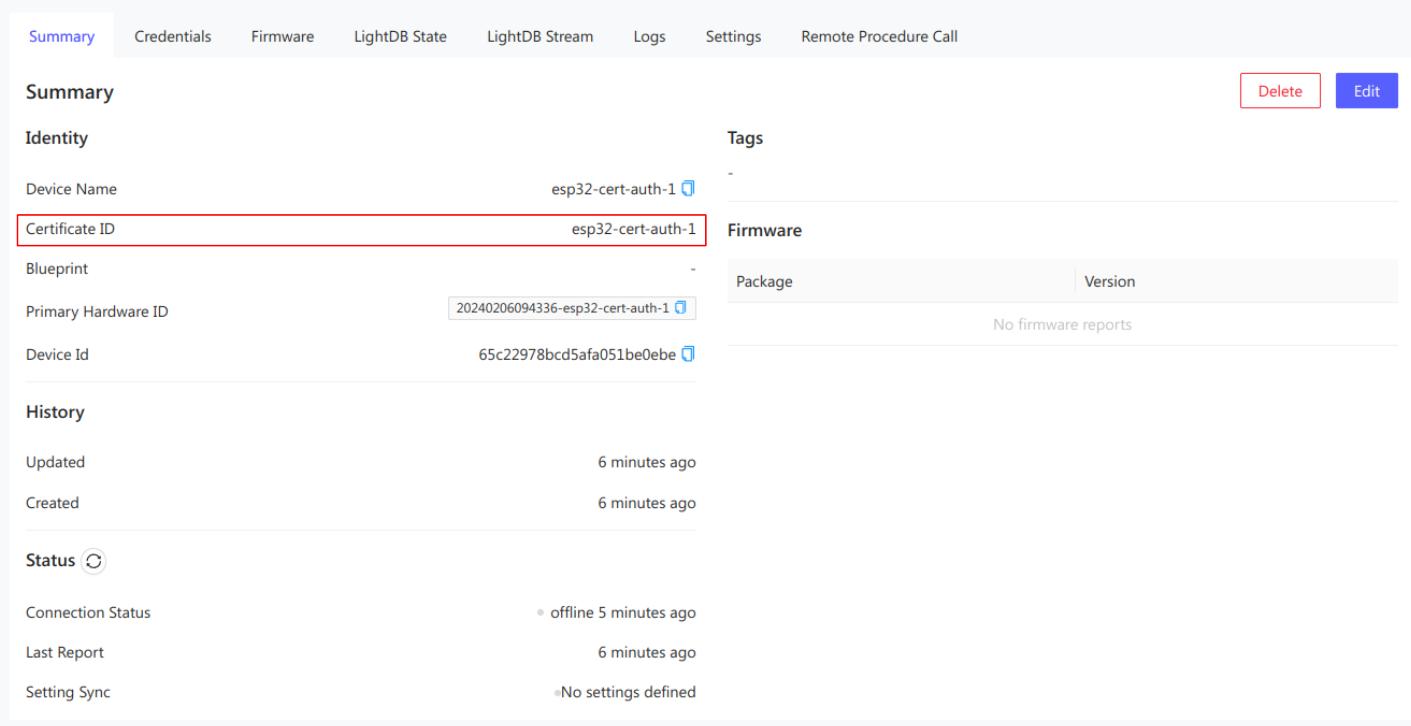 Summary Credentials Firmware LightDB State LightDB Stream Logs Settings Remote Procedure Call
Summary
Delete Edit
Identity
Device Name esp32-cert-auth-1
Certificate ID esp32-cert-auth-1
Blueprint -
Primary Hardware ID 20240206094336-esp32-cert-auth-1
Device Id 65c22978bcd5afa051be0ebe
History
Updated 6 minutes ago
Created 6 minutes ago
Status
Connection Status offline 5 minutes ago
Last Report 6 minutes ago
Setting Sync No settings defined
Tags
-
Firmware
Package Version
No firmware reports